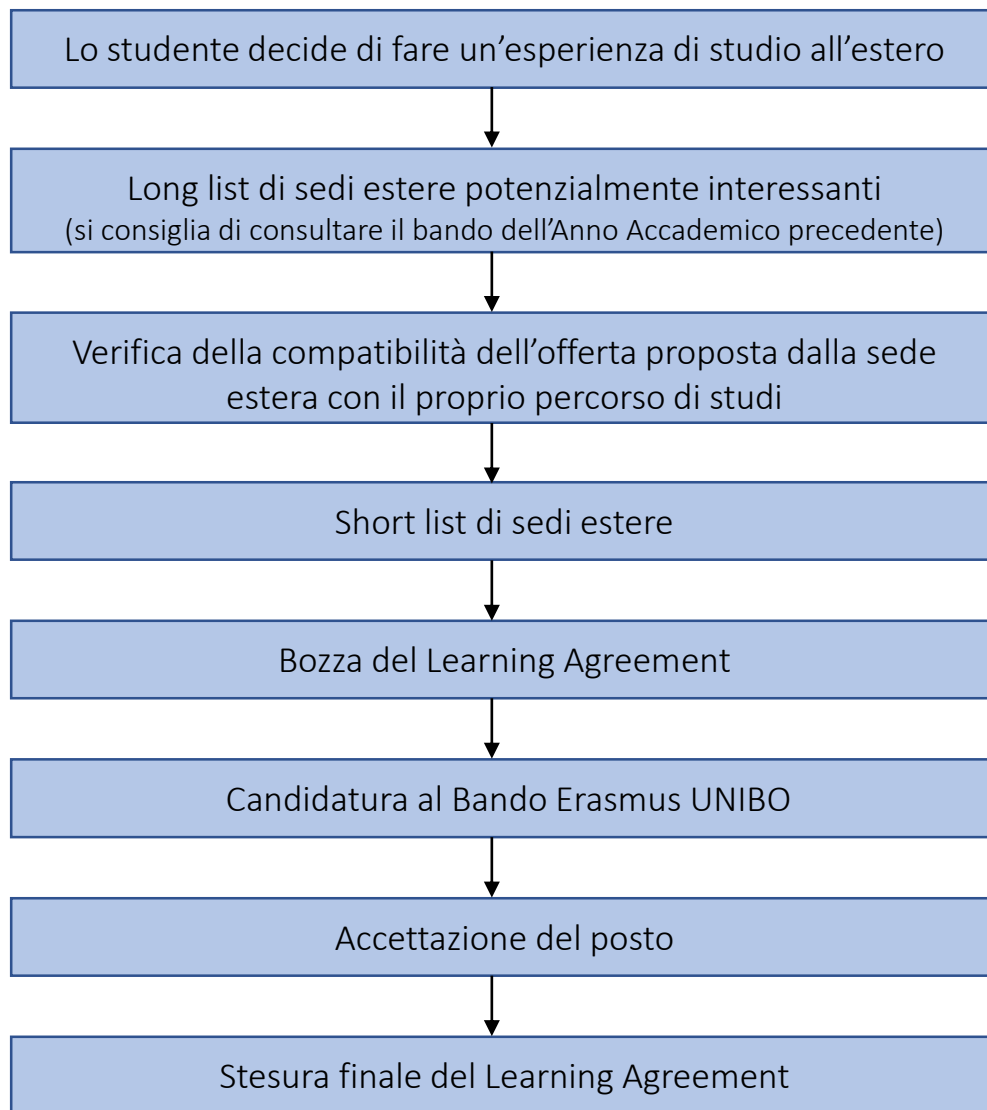 Lo studente decide di fare un’esperienza di studio all’estero
Long list di sedi estere potenzialmente interessanti
(si consiglia di consultare il bando dell’Anno Accademico precedente)
Verifica della compatibilità dell’offerta proposta dalla sede
estera con il proprio percorso di studi
Short list di sedi estere
Bozza del Learning Agreement
Candidatura al Bando Erasmus UNIBO
Accettazione del posto
Stesura finale del Learning Agreement